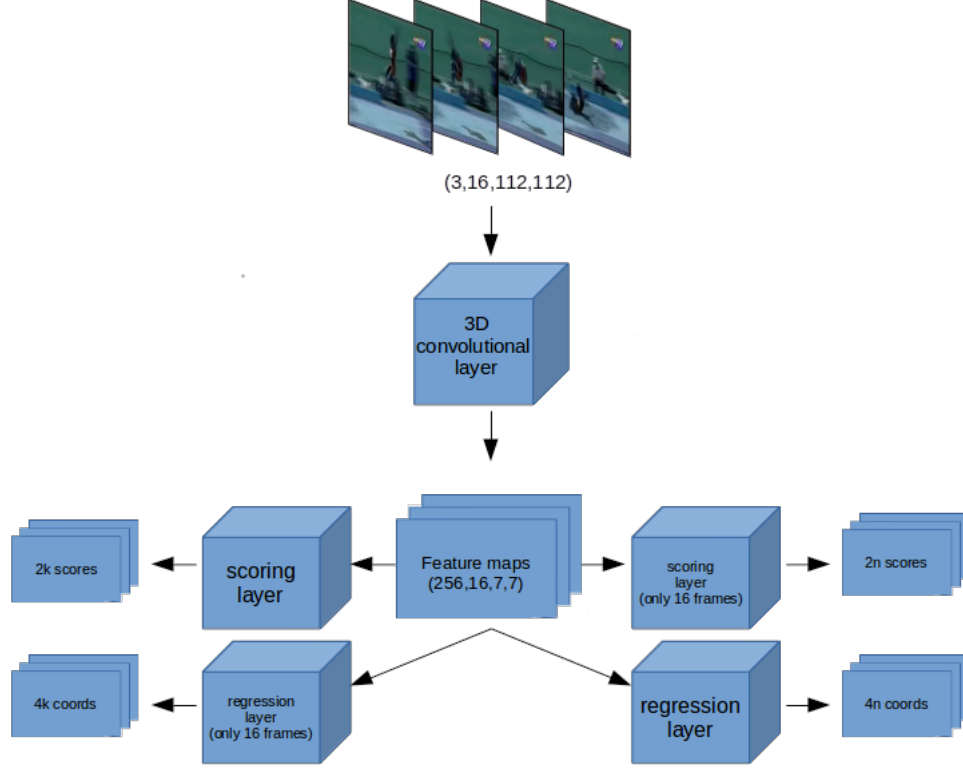 (3,16,112,112)
3D
convolutional
layer
2k scores
scoring
layer
Feature maps
(256,16,7,7)
scoring
layer
(only 16 frames)
2n scores
4k coords
regression
layer
(only 16 frames)
regression
layer
4n coords